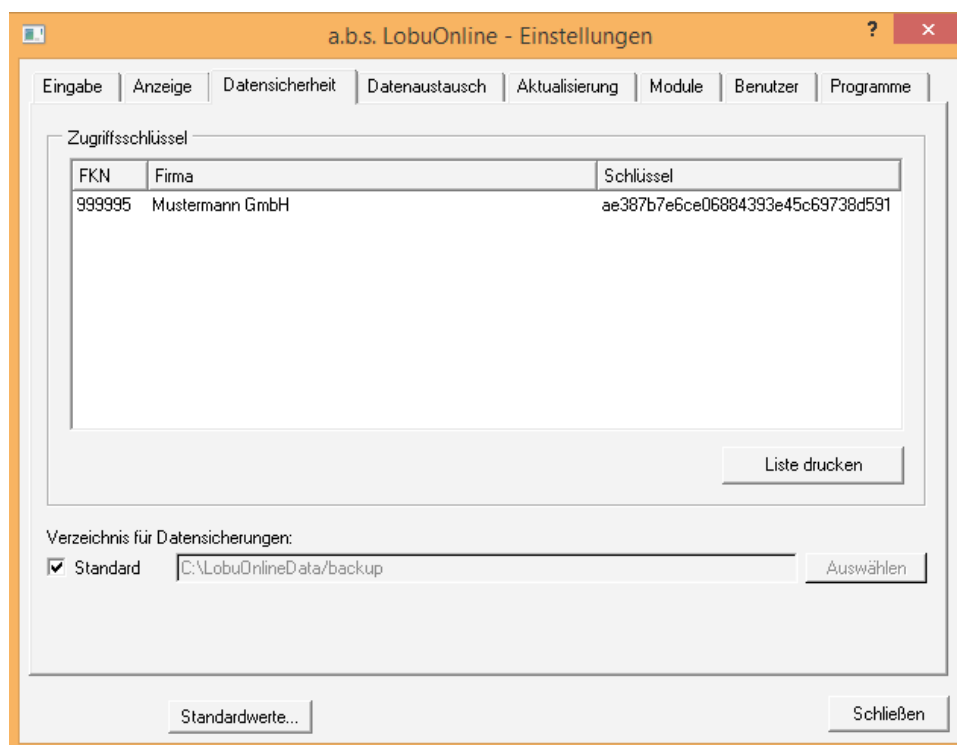 a.b.s. LobuOnline - Einstellungen ? ×
Eingabe Anzeige Datensicherheit Datenaustausch Aktualisierung Module Benutzer Programme
Zugriffsschlüssel
FKN Firma Schlüssel
999995 Mustermann GmbH ae387b7e6ce06884393e45c69738d591
Liste drucken
Verzeichnis für Datensicherungen:
Standard C:\LobuOnlineData/backup Auswählen
Standardwerte... Schließen